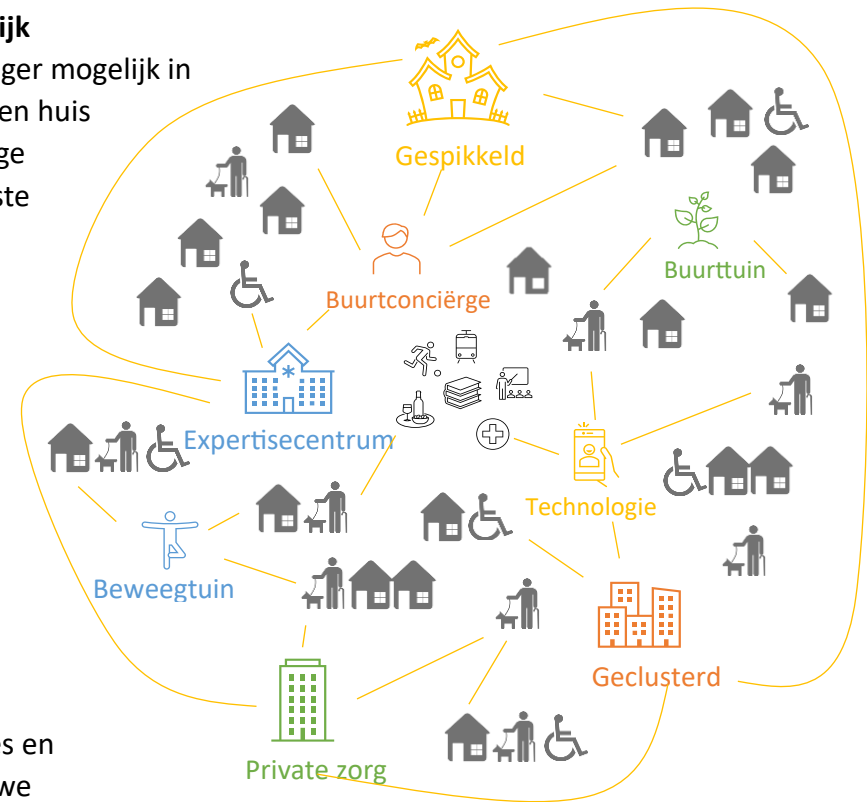 ijk
ger mogelijk in
en huis
ge
ste
Gespikkeld
Buurttuin
Buurtconciërge
Expertisecentrum
Technologie
Beweegtuin
Geclusterd
es en
Private zorg
we